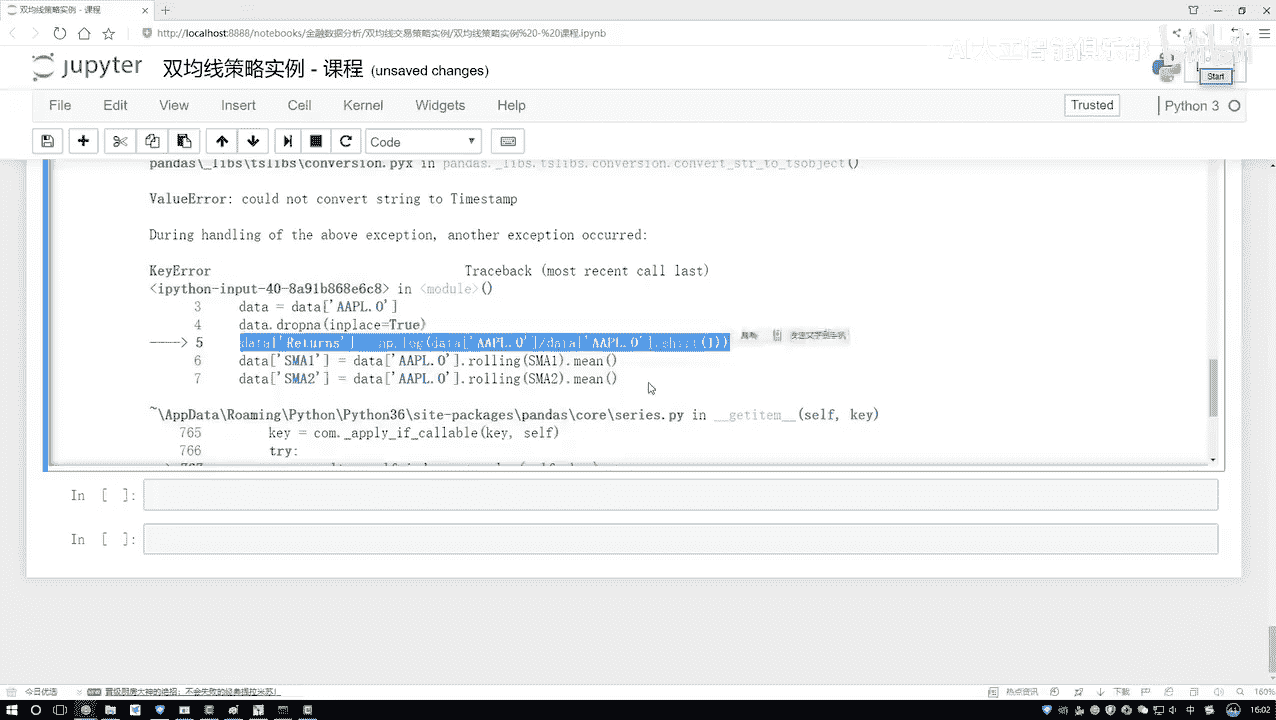 双均线策略实例 - 课程
http://localhost:8888/notebooks/金融数据分析/双均线交易策略实例/双均线策略实例%20-%20课程.ipynb
jupyter 双均线策略实例 - 课程 (unsaved changes)
Start
File Edit View Insert Cell Kernel Widgets Help
Trusted Python 3
Code
pandas\_libs\tslibs\conversion.pyx in pandas._libs.tslibs.conversion.convert_str_to_tsobject()
ValueError: could not convert string to Timestamp
During handling of the above exception, another exception occurred:
KeyError Traceback (most recent call last)
<ipython-input-40-8a91b868e6c8> in <module>()
3 data = data['AAPL.O']
4 data.dropna(inplace=True)
----> 5 data['Returns'] = np.log(data['AAPL.O']/data['AAPL.O'].shift(1))
6 data['SMA1'] = data['AAPL.O'].rolling(SMA1).mean()
7 data['SMA2'] = data['AAPL.O'].rolling(SMA2).mean()
~\AppData\Roaming\Python\Python36\site-packages\pandas\core\series.py in __getitem__(self, key)
765 key = com._apply_if_callable(key, self)
766 try:
In [ ]:
In [ ]:
今日优选
热点资讯
下载
160%
中
16:02